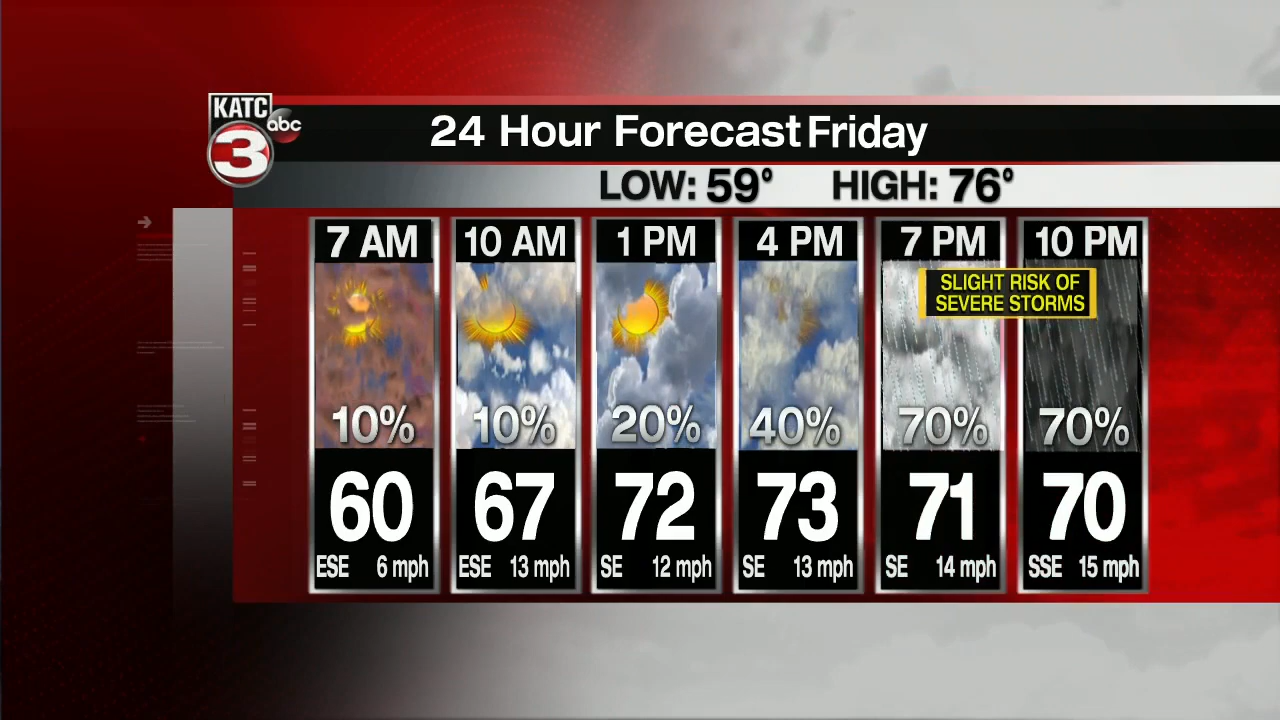 KATC
abc
3
24 Hour Forecast Friday
LOW: 59° HIGH: 76°
7 AM 10 AM 1 PM 4 PM 7 PM 10 PM
SLIGHT RISK OF
SEVERE STORMS
10% 10% 20% 40% 70% 70%
60 67 72 73 71 70
ESE 6 mph ESE 13 mph SE 12 mph SE 13 mph SE 14 mph SSE 15 mph